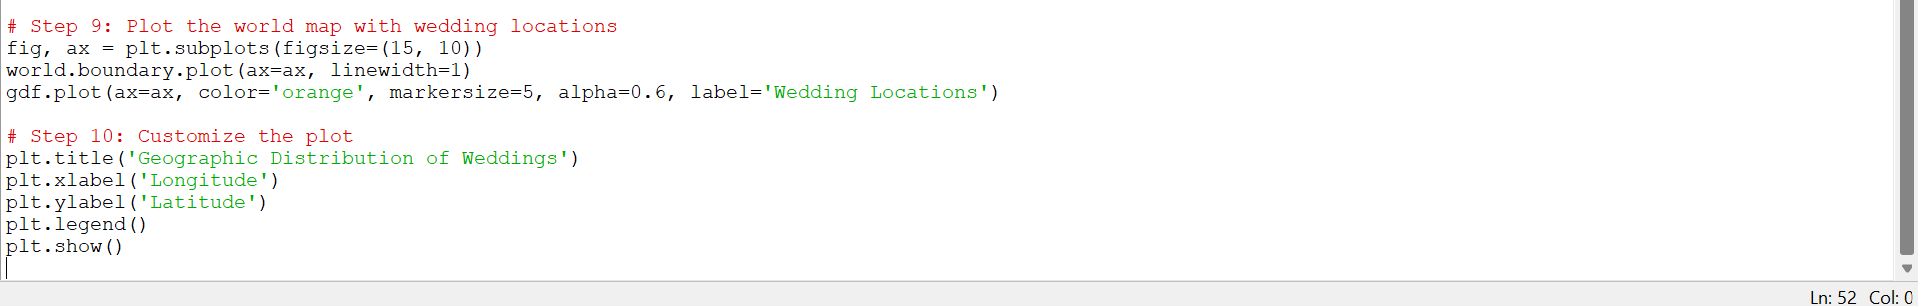 # Step 9: Plot the world map with wedding locations
fig, ax = plt.subplots(figsize=(15, 10))
world.boundary.plot(ax=ax, linewidth=1)
gdf.plot(ax=ax, color='orange', markersize=5, alpha=0.6, label='Wedding Locations')
# Step 10: Customize the plot
plt.title('Geographic Distribution of Weddings')
plt.xlabel('Longitude')
plt.ylabel('Latitude')
plt.legend()
plt.show()
Ln: 52 Col: 0